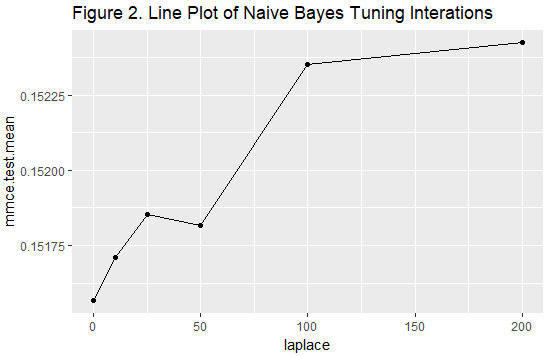 Figure 2. Line Plot of Naive Bayes Tuning Interations
mmce.test.mean
0.15225
0.15200
0.15175
0 50 100 150 200
laplace